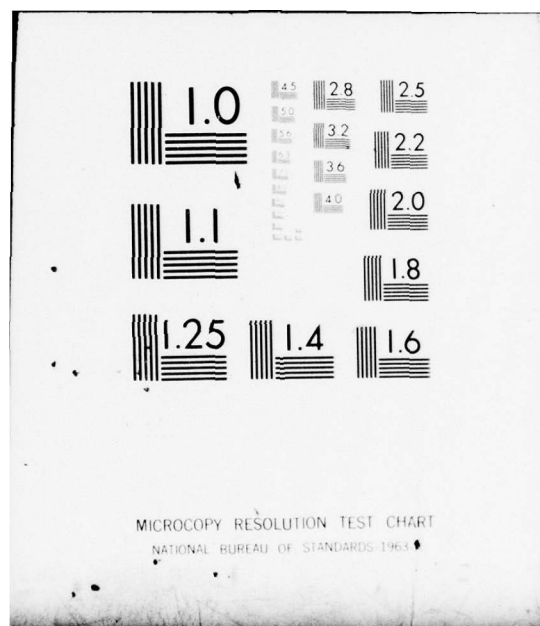 1.0
4.5 2.8 2.5
5.0
5.6 3.2 2.2
3.6
4.0 2.0
1.1
1.8
1.25 1.4 1.6
MICROCOPY RESOLUTION TEST CHART
NATIONAL BUREAU OF STANDARDS-1963